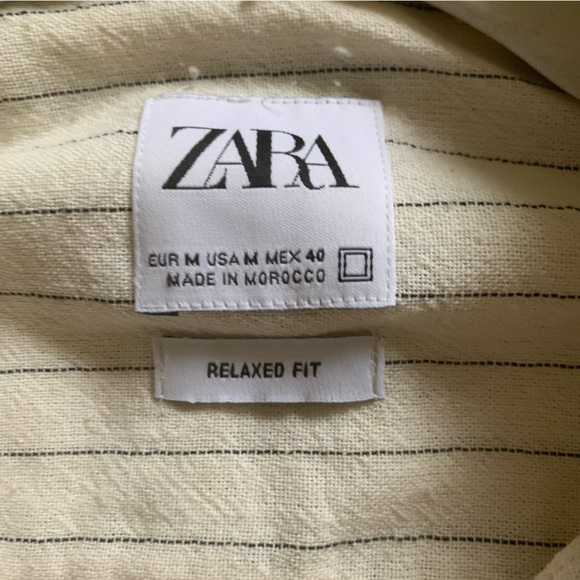 ZARA
EUR M USA M MEX 40
MADE IN MOROCCO
RELAXED FIT